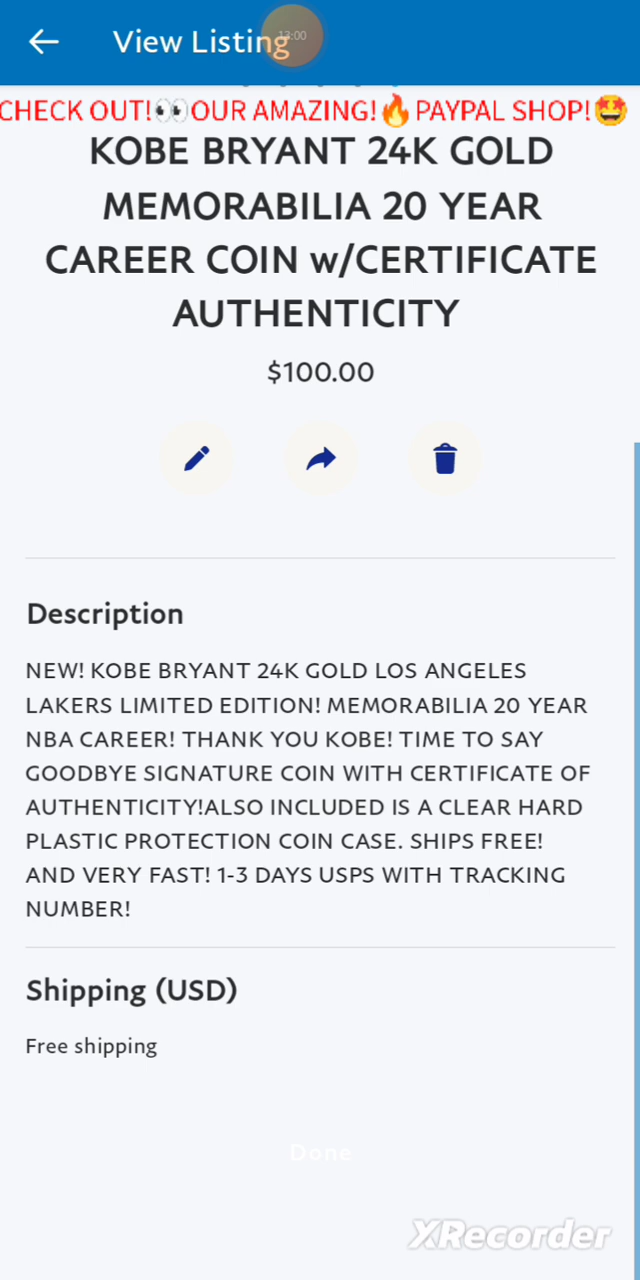 View Listing
13:00
CHECK OUT!👀OUR AMAZING!🔥PAYPAL SHOP!🤩
KOBE BRYANT 24K GOLD
MEMORABILIA 20 YEAR
CAREER COIN w/CERTIFICATE
AUTHENTICITY
$100.00
Description
NEW! KOBE BRYANT 24K GOLD LOS ANGELES
LAKERS LIMITED EDITION! MEMORABILIA 20 YEAR
NBA CAREER! THANK YOU KOBE! TIME TO SAY
GOODBYE SIGNATURE COIN WITH CERTIFICATE OF
AUTHENTICITY!ALSO INCLUDED IS A CLEAR HARD
PLASTIC PROTECTION COIN CASE. SHIPS FREE!
AND VERY FAST! 1-3 DAYS USPS WITH TRACKING
NUMBER!
Shipping (USD)
Free shipping
Done
XRecorder